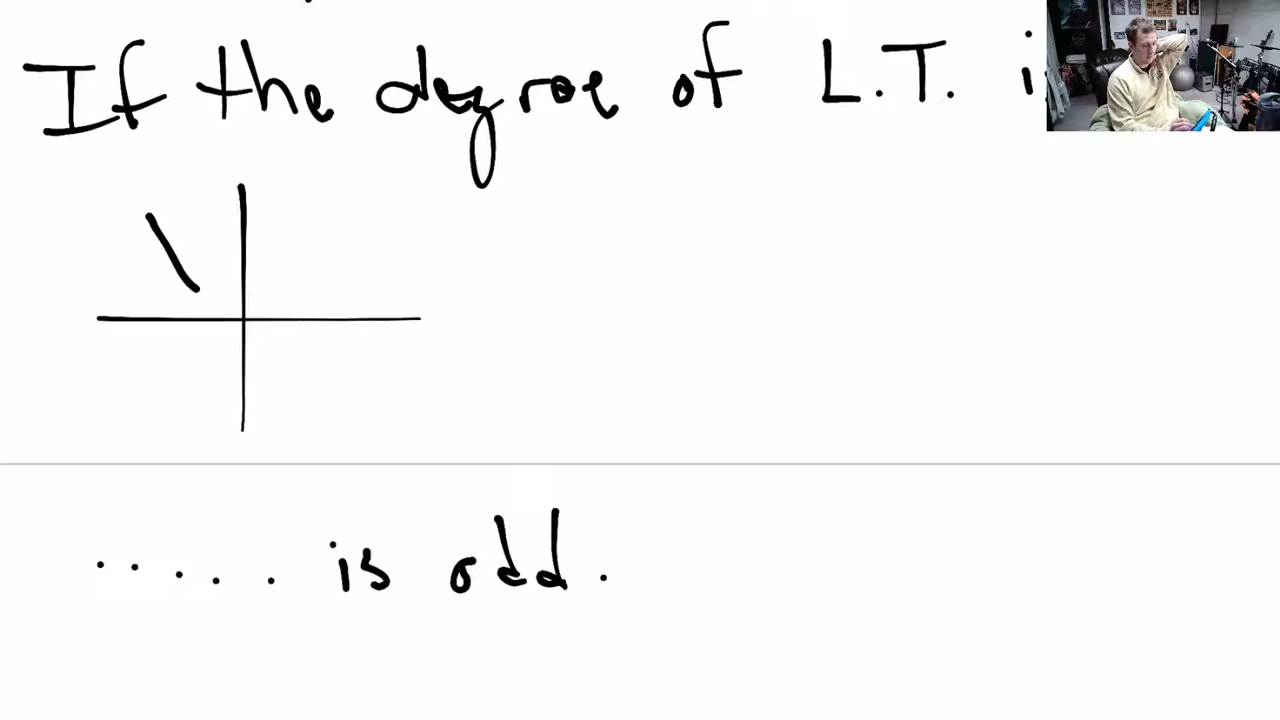 If the degree of L.T.
..... is odd.